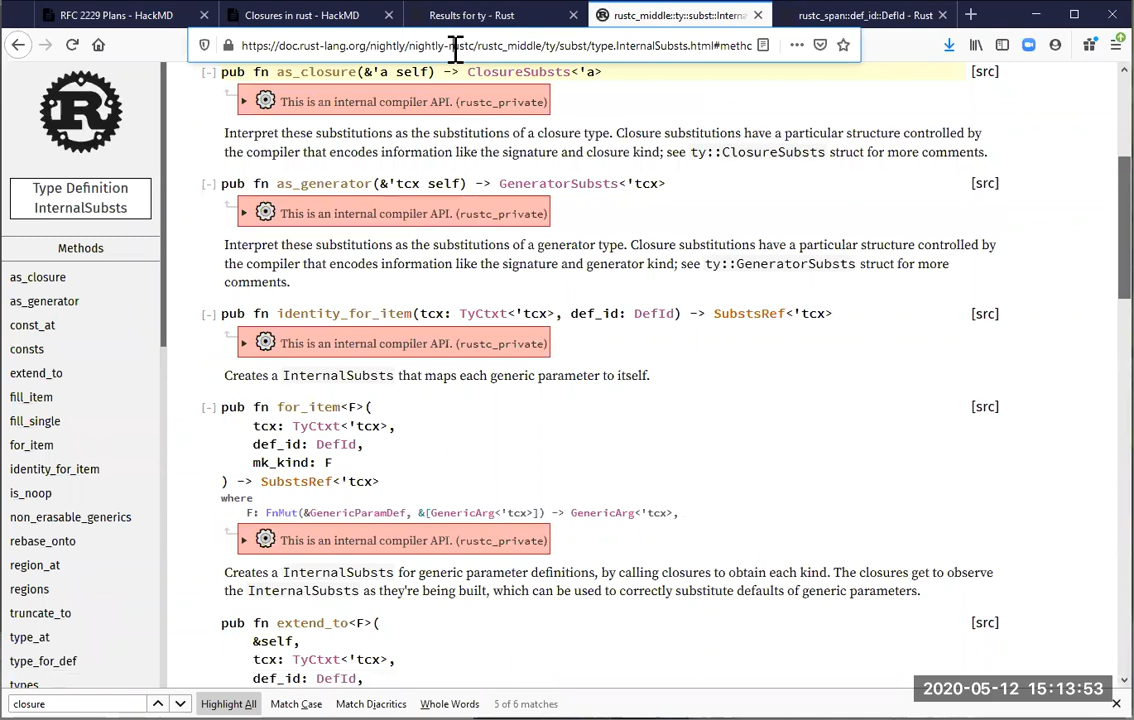 RFC 2229 Plans - HackMD
Closures in rust - HackMD
Results for ty - Rust
rustc_middle::ty::subst::Interna
rustc_span::def_id::DefId - Rust
https://doc.rust-lang.org/nightly/nightly-rustc/rustc_middle/ty/subst/type.InternalSubsts.html#methc
Type Definition
InternalSubsts
Methods
as_closure
as_generator
const_at
consts
extend_to
fill_item
fill_single
for_item
identity_for_item
is_noop
non_erasable_generics
rebase_onto
region_at
regions
truncate_to
type_at
type_for_def
types
[-] pub fn as_closure(&'a self) -> ClosureSubsts<'a> [src]
This is an internal compiler API. (rustc_private)
Interpret these substitutions as the substitutions of a closure type. Closure substitutions have a particular structure controlled by
the compiler that encodes information like the signature and closure kind; see ty::ClosureSubsts struct for more comments.
[-] pub fn as_generator(&'tcx self) -> GeneratorSubsts<'tcx> [src]
This is an internal compiler API. (rustc_private)
Interpret these substitutions as the substitutions of a generator type. Closure substitutions have a particular structure controlled by
the compiler that encodes information like the signature and generator kind; see ty::GeneratorSubsts struct for more
comments.
[-] pub fn identity_for_item(tcx: TyCtxt<'tcx>, def_id: DefId) -> SubstsRef<'tcx> [src]
This is an internal compiler API. (rustc_private)
Creates a InternalSubsts that maps each generic parameter to itself.
[-] pub fn for_item<F>( [src]
tcx: TyCtxt<'tcx>,
def_id: DefId,
mk_kind: F
) -> SubstsRef<'tcx>
where
F: FnMut(&GenericParamDef, &[GenericArg<'tcx>]) -> GenericArg<'tcx>,
This is an internal compiler API. (rustc_private)
Creates a InternalSubsts for generic parameter definitions, by calling closures to obtain each kind. The closures get to observe
the InternalSubsts as they're being built, which can be used to correctly substitute defaults of generic parameters.
pub fn extend_to<F>( [src]
&self,
tcx: TyCtxt<'tcx>,
def_id: DefId,
2020-05-12 15:13:53
closure
Highlight All
Match Case
Match Diacritics
Whole Words
5 of 6 matches